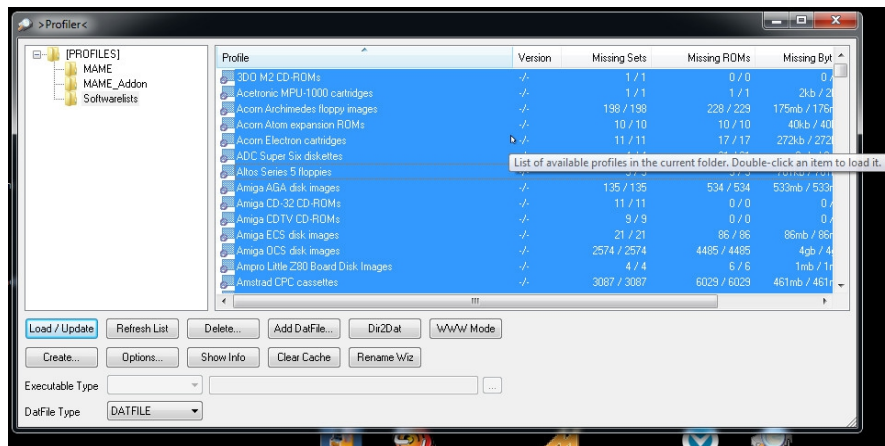 >Profiler<
[PROFILES]
MAME
MAME_Addon
Softwarelists
Profile Version Missing Sets Missing ROMs Missing Byt
3DO M2 CD-ROMs -/- 1 / 1 0 / 0 0 /
Acetronic MPU-1000 cartridges -/- 1 / 1 1 / 1 2kb / 2
Acorn Archimedes floppy images -/- 198 / 198 228 / 229 175mb / 176
Acorn Atom expansion ROMs -/- 10 / 10 10 / 10 40kb / 40
Acorn Electron cartridges -/- 11 / 11 17 / 17 272kb / 272
ADC Super Six diskettes
List of available profiles in the current folder. Double-click an item to load it.
Altos Series 5 floppies
Amiga AGA disk images -/- 135 / 135 534 / 534 533mb / 533
Amiga CD-32 CD-ROMs -/- 11 / 11 0 / 0 0 /
Amiga CDTV CD-ROMs -/- 9 / 9 0 / 0 0 /
Amiga ECS disk images -/- 21 / 21 86 / 86 86mb / 86
Amiga OCS disk images -/- 2574 / 2574 4485 / 4485 4gb / 4
Ampro Little Z80 Board Disk Images -/- 4 / 4 6 / 6 1mb / 1
Amstrad CPC cassettes -/- 3087 / 3087 6029 / 6029 461mb / 461
Load / Update Refresh List Delete... Add DatFile... Dir2Dat WWW Mode
Create... Options... Show Info Clear Cache Rename Wiz
Executable Type ...
DatFile Type DATFILE